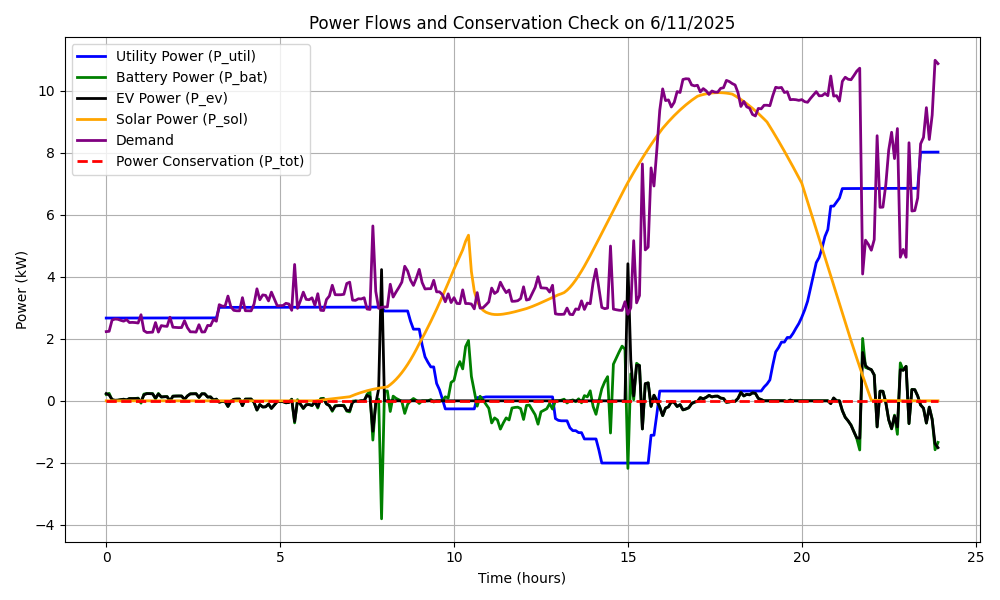 Power Flows and Conservation Check on 6/11/2025
Utility Power (P_util)
Battery Power (P_bat)
EV Power (P_ev)
Solar Power (P_sol)
Demand
Power Conservation (P_tot)
Power (kW)
10
8
6
4
2
0
−2
−4
0 5 10 15 20 25
Time (hours)